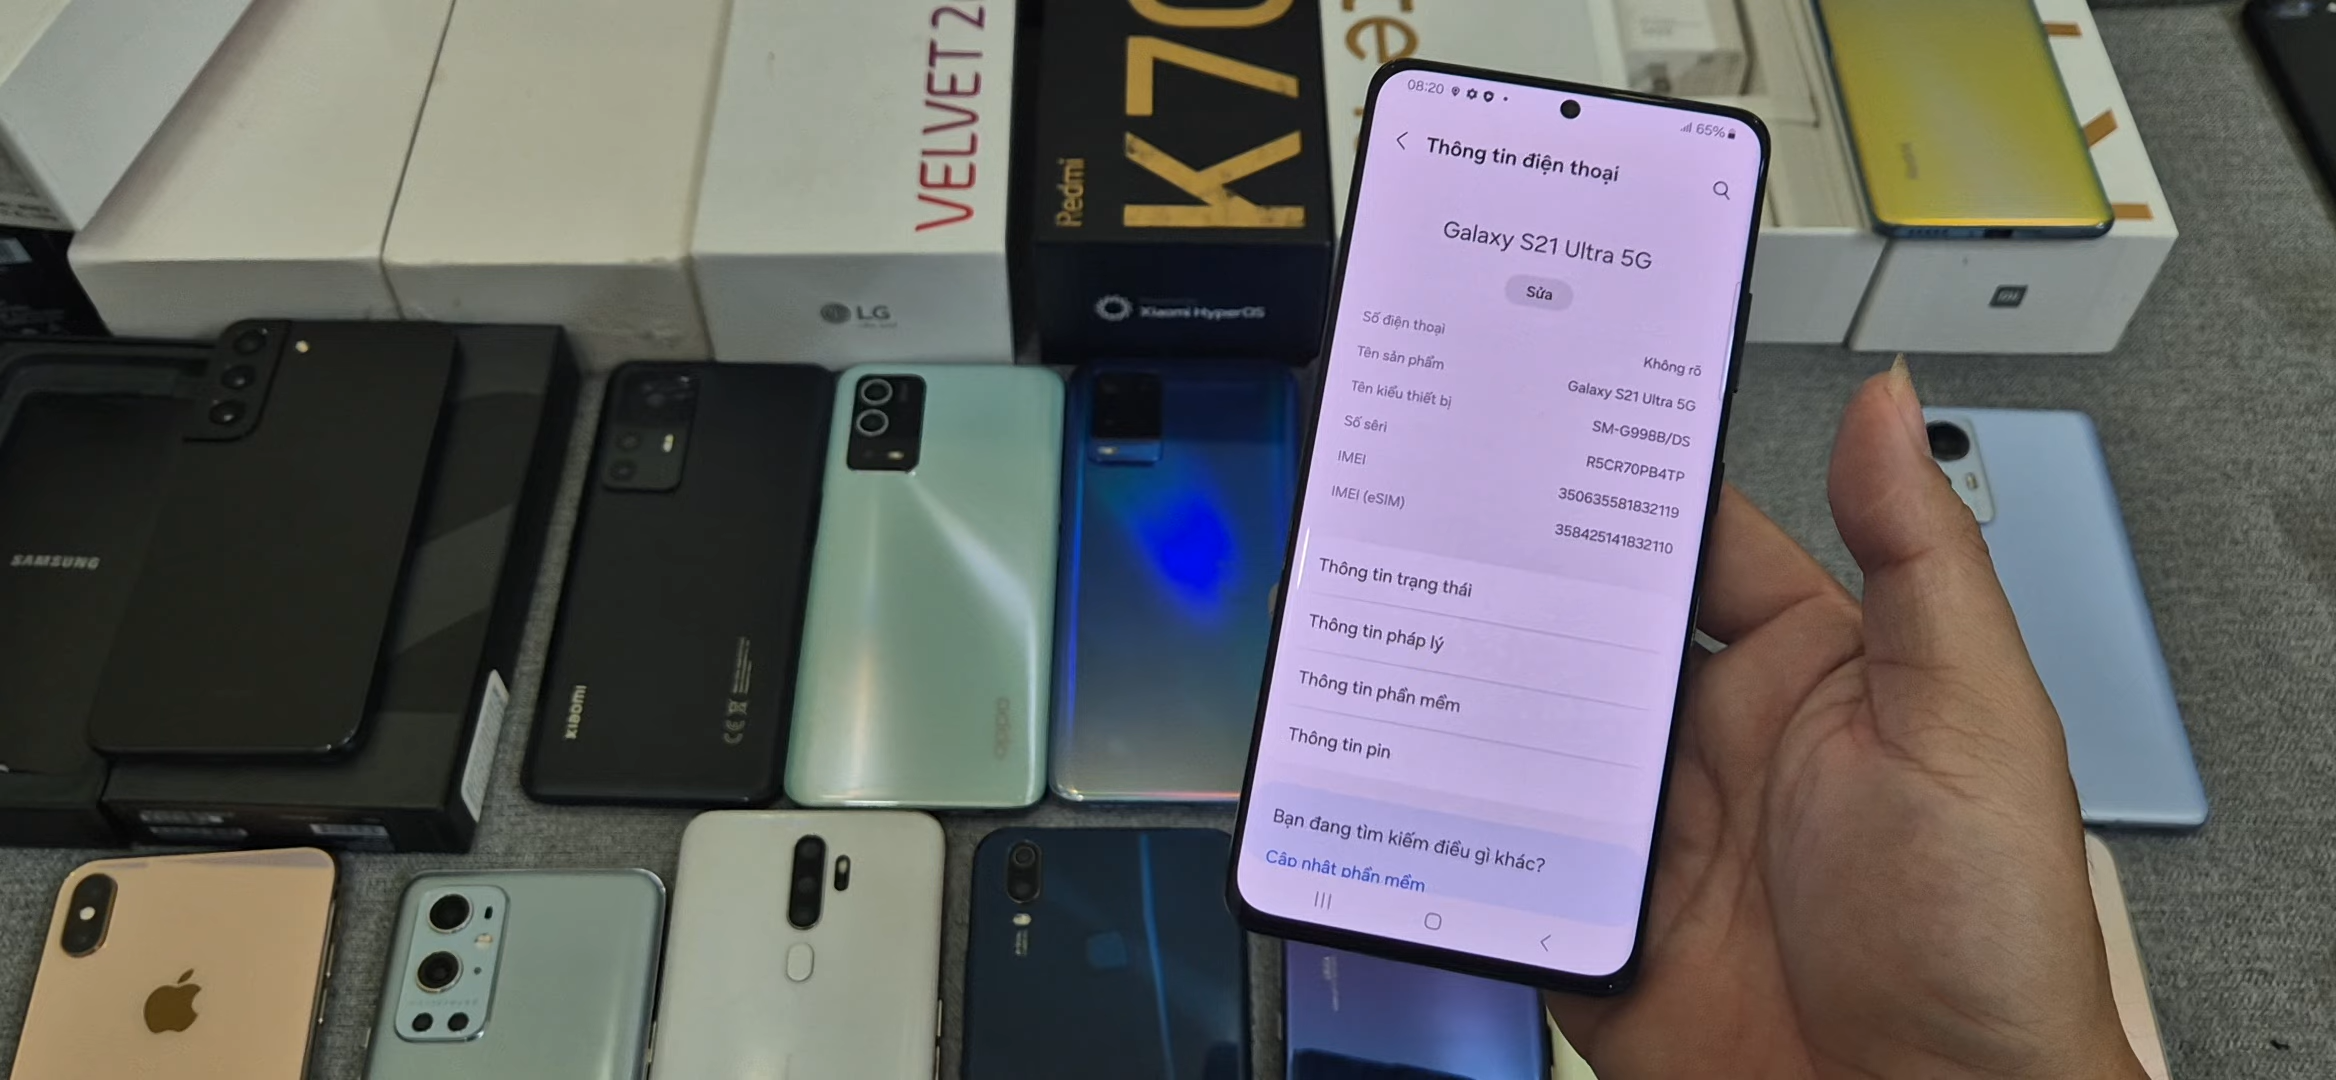 VELVET 2
LG
Redmi
K70
Xiaomi HyperOS
ce
08:20
65%
Thông tin điện thoại
Galaxy S21 Ultra 5G
Sửa
Số điện thoại
Không rõ
Tên sản phẩm
Galaxy S21 Ultra 5G
Tên kiểu thiết bị
SM-G998B/DS
Số sêri
R5CR70PB4TP
IMEI
350635581832119
IMEI (eSIM)
358425141832110
Thông tin trạng thái
Thông tin pháp lý
Thông tin phần mềm
Thông tin pin
Bạn đang tìm kiếm điều gì khác?
Cập nhật phần mềm
SAMSUNG
xiaomi
oppo